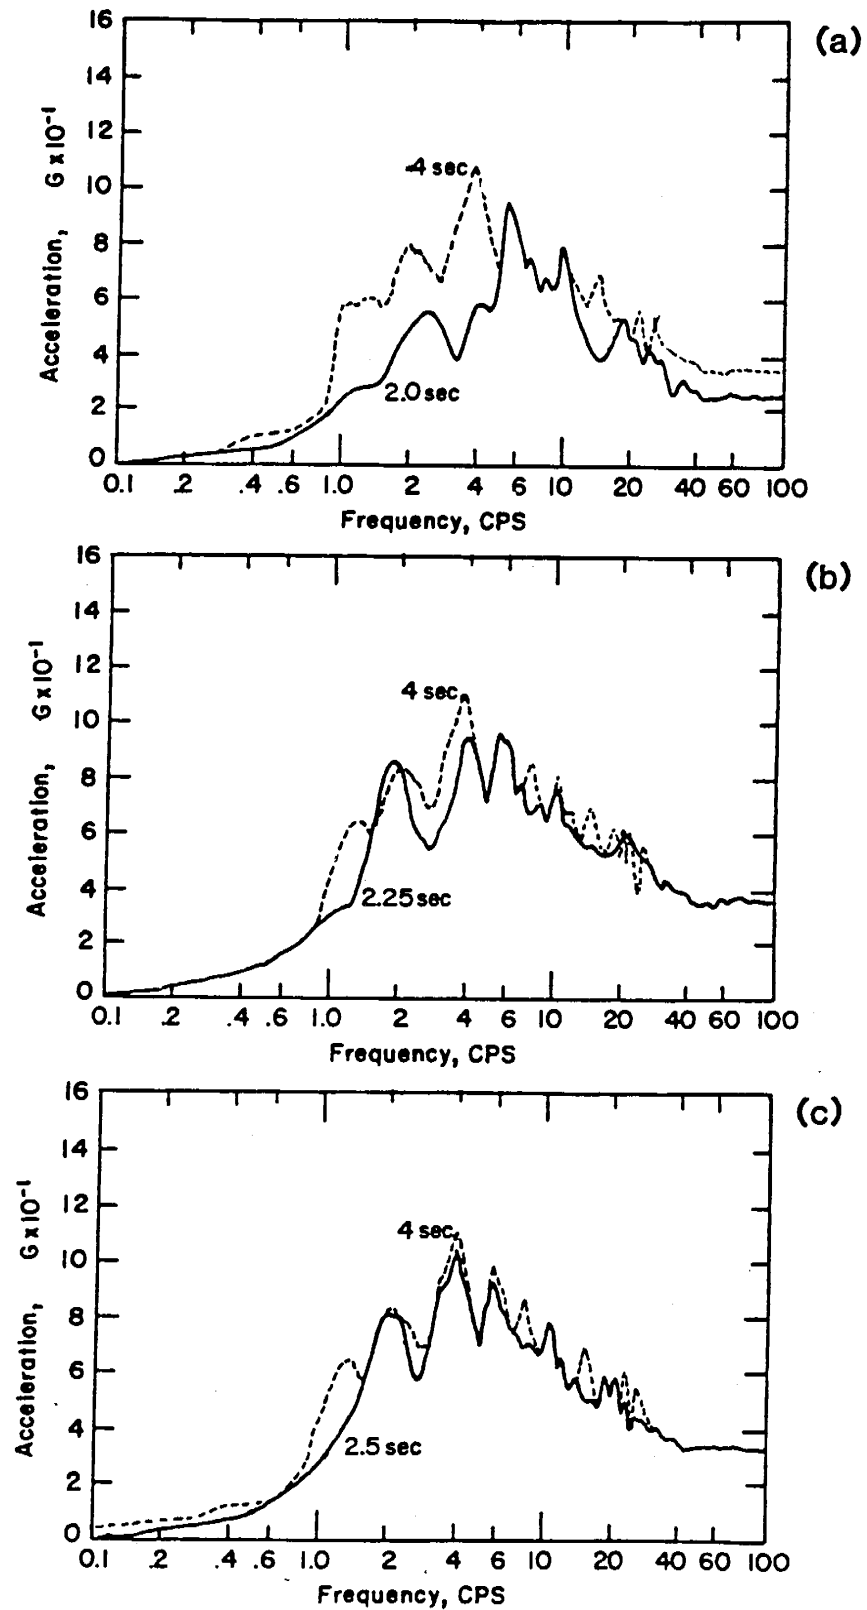 (a)
16
14
12
10
8
6
4
2
0
Acceleration, G x 10⁻¹
4 sec
2.0 sec
0.1 .2 .4 .6 1.0 2 4 6 10 20 40 60 100
Frequency, CPS
(b)
16
14
12
10
8
6
4
2
0
Acceleration, G x 10⁻¹
4 sec
2.25 sec
0.1 .2 .4 .6 1.0 2 4 6 10 20 40 60 100
Frequency, CPS
(c)
16
14
12
10
8
6
4
2
0
Acceleration, G x 10⁻¹
4 sec
2.5 sec
0.1 .2 .4 .6 1.0 2 4 6 10 20 40 60 100
Frequency, CPS